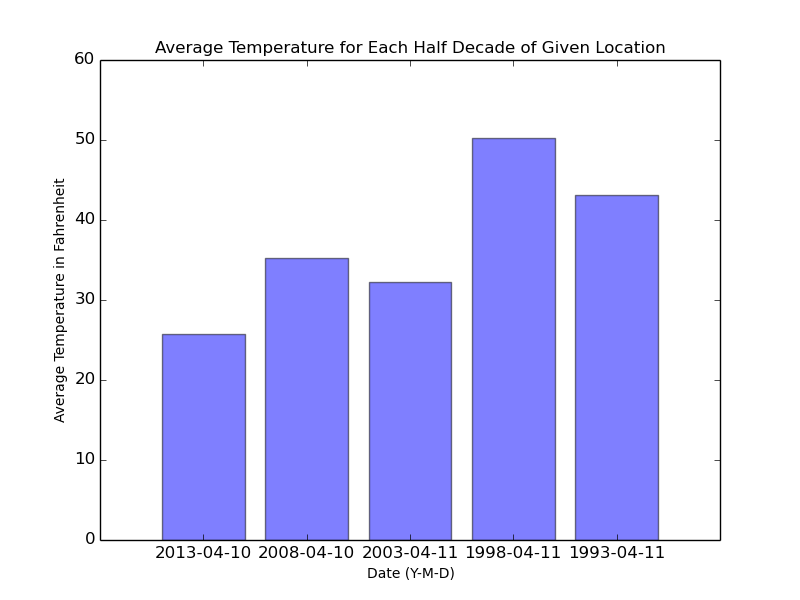 Average Temperature for Each Half Decade of Given Location
60
50
40
30
20
10
0
Average Temperature in Fahrenheit
2013-04-10 2008-04-10 2003-04-11 1998-04-11 1993-04-11
Date (Y-M-D)